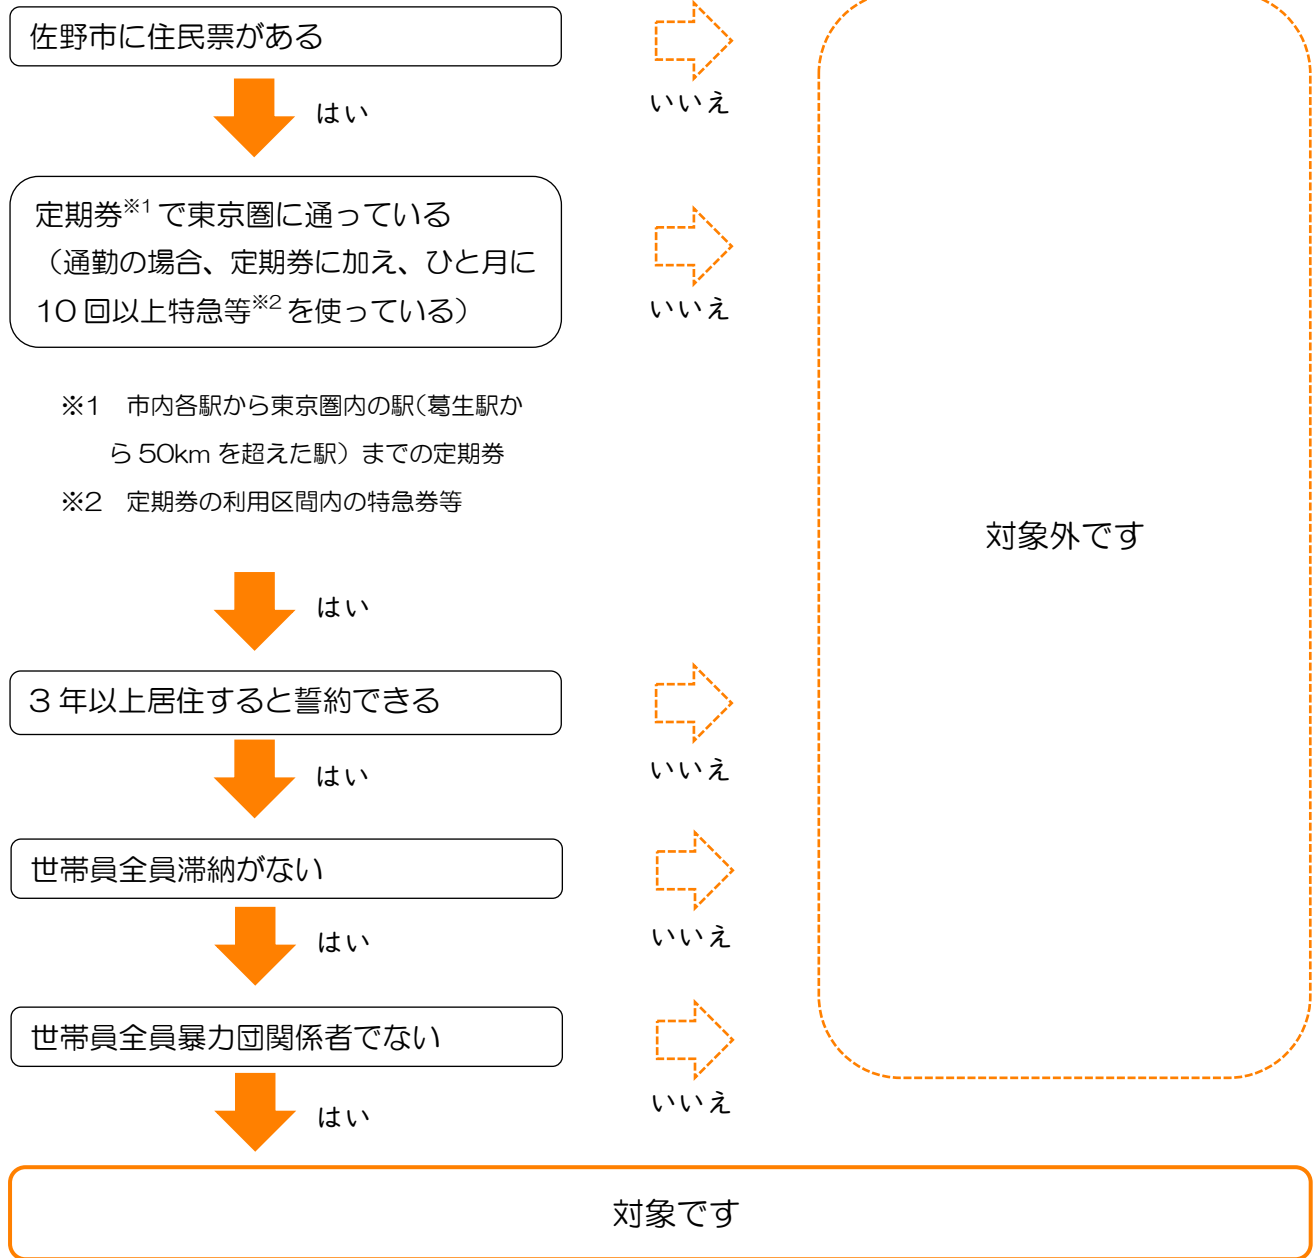 佐野市に住民票がある
いいえ
はい
定期券※1で東京圏に通っている
（通勤の場合、定期券に加え、ひと月に
10回以上特急等※2を使っている）
いいえ
※1　市内各駅から東京圏内の駅（葛生駅か
ら50kmを超えた駅）までの定期券
※2　定期券の利用区間内の特急券等
対象外です
はい
3年以上居住すると誓約できる
いいえ
はい
世帯員全員滞納がない
いいえ
はい
世帯員全員暴力団関係者でない
いいえ
はい
対象です